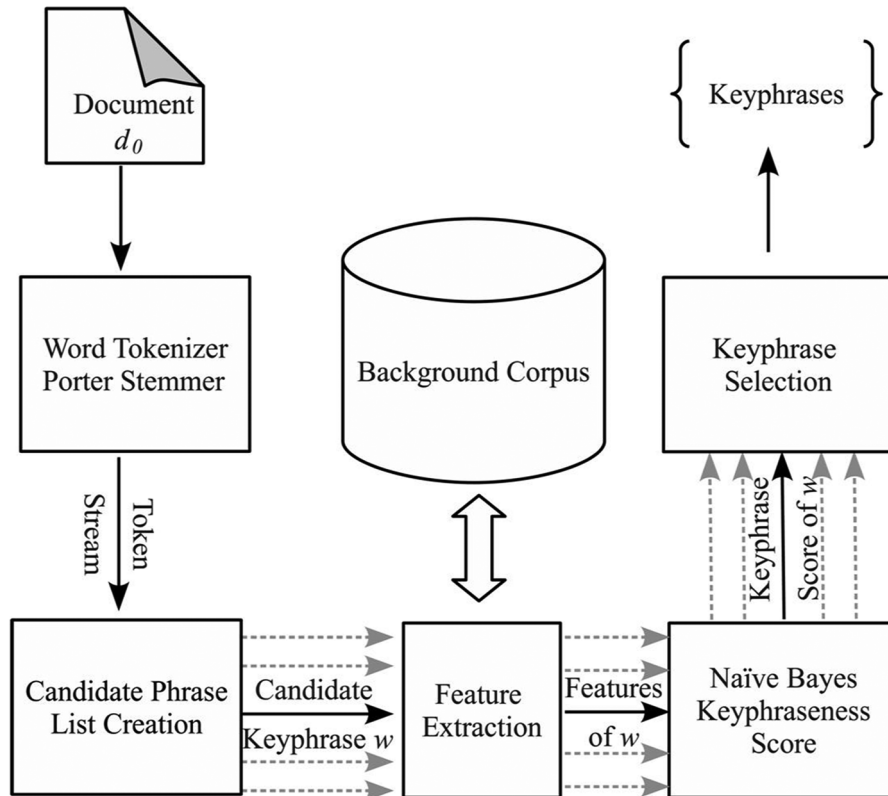 Document
d0
Word Tokenizer
Porter Stemmer
Token
Stream
Candidate Phrase
List Creation
Candidate
Keyphrase w
Background Corpus
Feature
Extraction
Features
of w
Naïve Bayes
Keyphraseness
Score
Keyphrase
Score of w
Keyphrase
Selection
Keyphrases